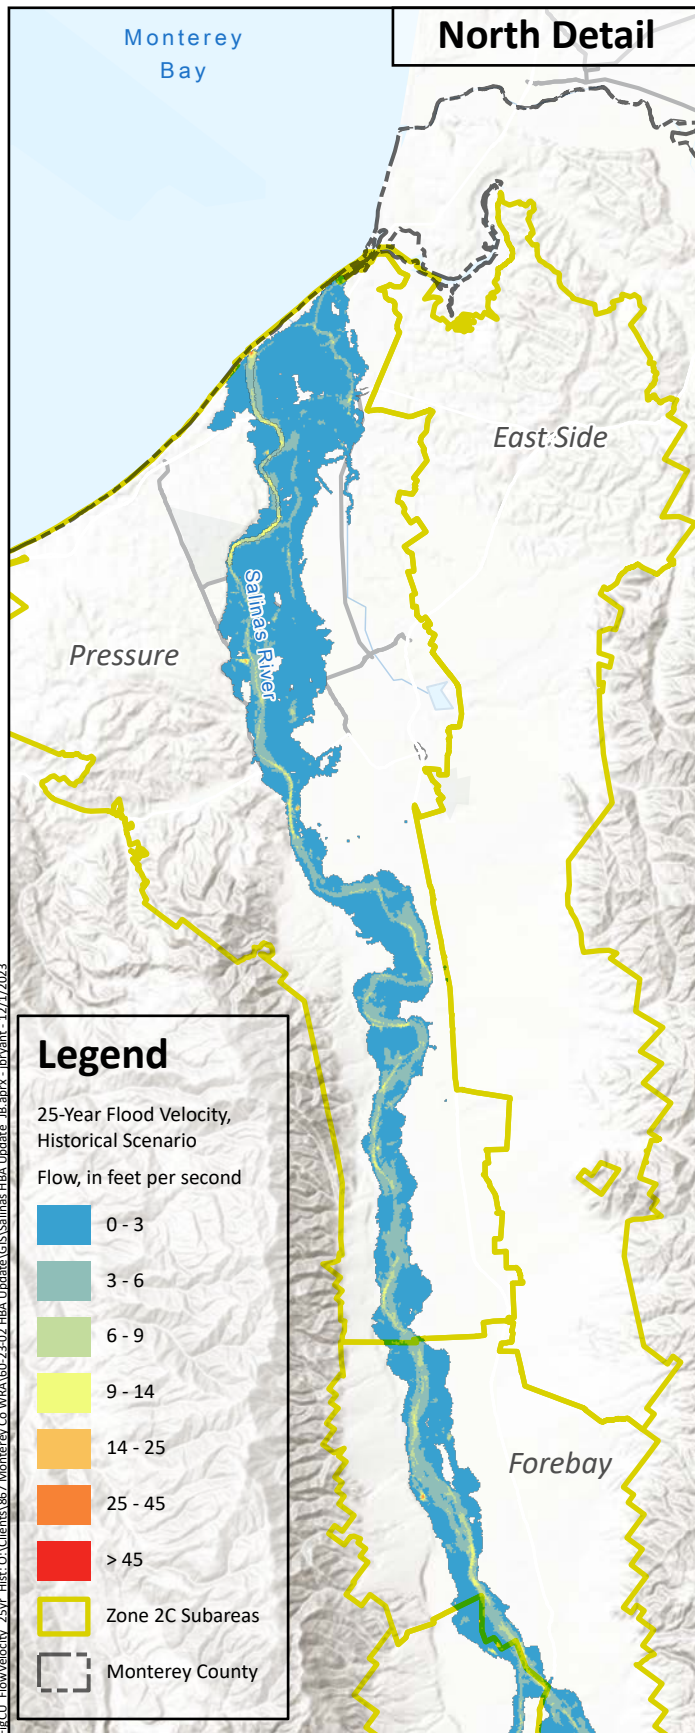 North Detail
Monterey
Bay
East Side
Salinas River
Pressure
Forebay
Legend
25-Year Flood Velocity,
Historical Scenario
Flow, in feet per second
0 - 3
3 - 6
6 - 9
9 - 14
14 - 25
25 - 45
> 45
Zone 2C Subareas
Monterey County